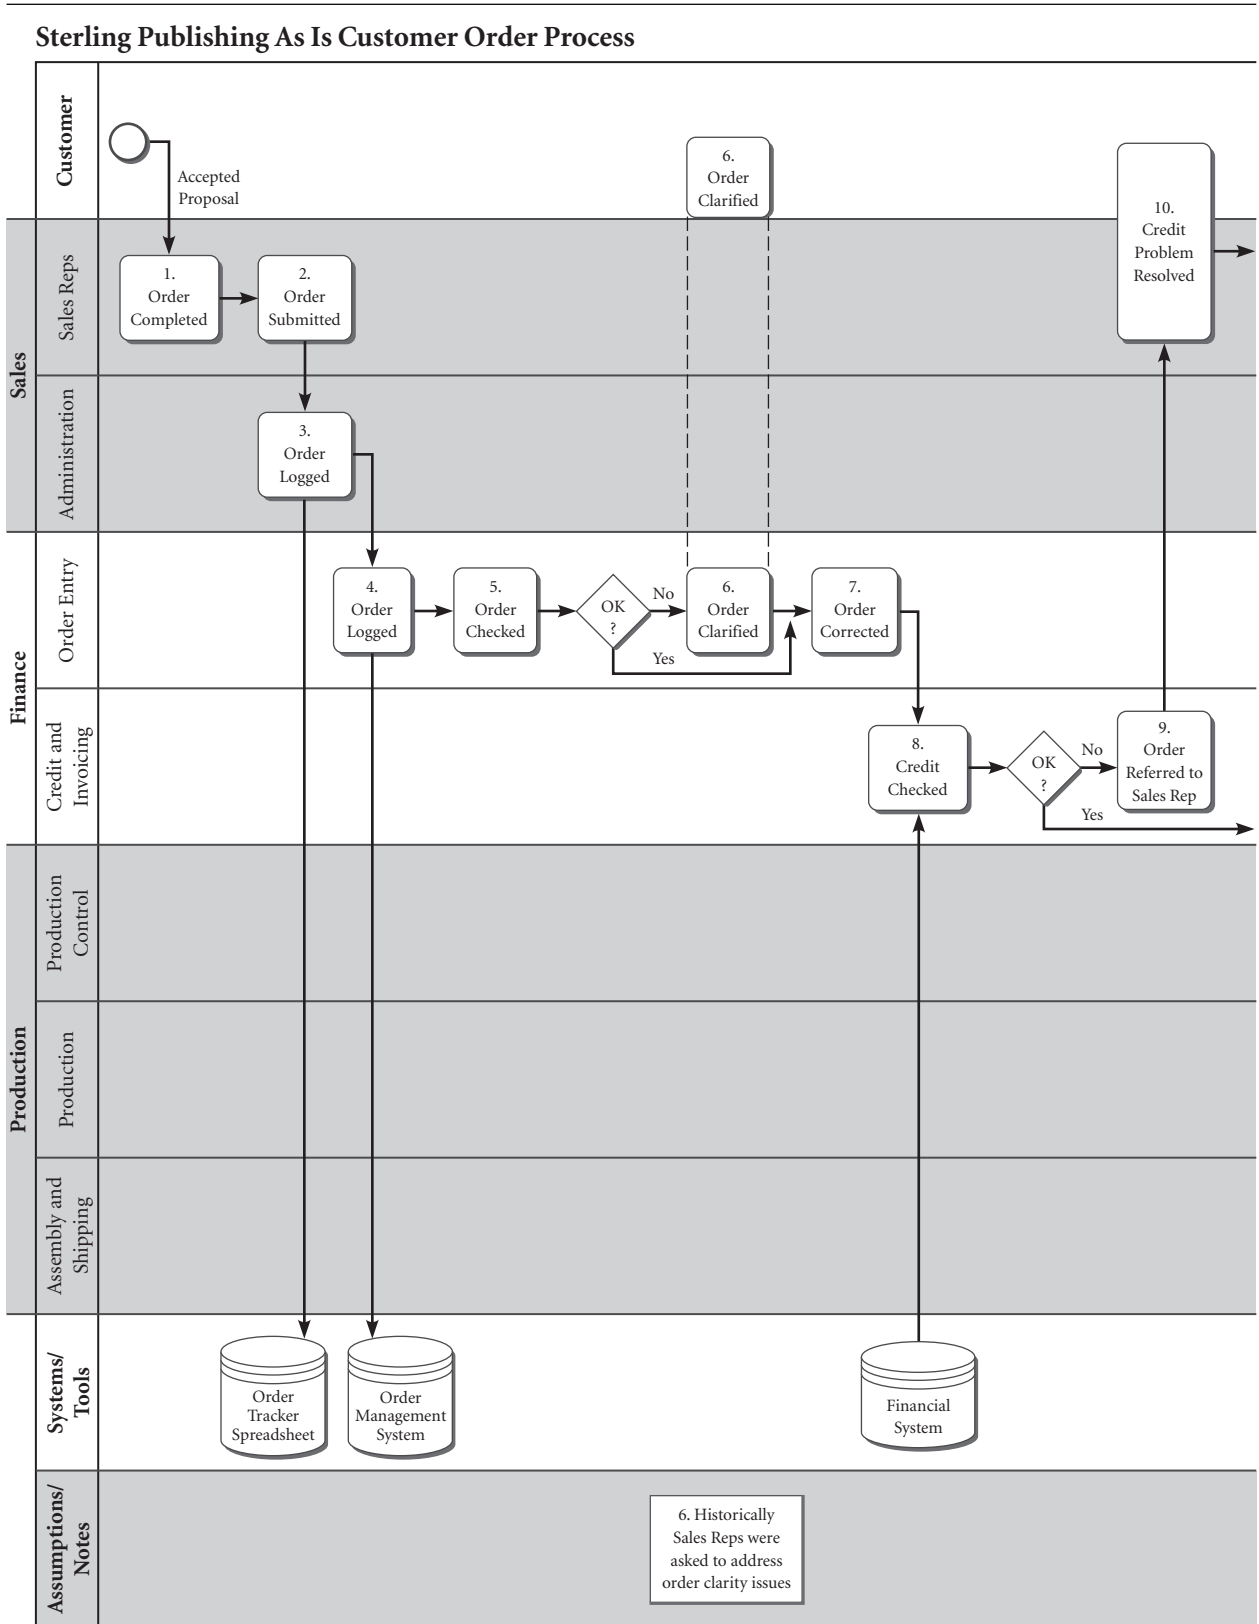 Sterling Publishing As Is Customer Order Process
Customer
Accepted
Proposal
6.
Order
Clarified
10.
Credit
Problem
Resolved
Sales
Sales Reps
1.
Order
Completed
2.
Order
Submitted
Administration
3.
Order
Logged
Finance
Order Entry
4.
Order
Logged
5.
Order
Checked
OK
?
No
Yes
6.
Order
Clarified
7.
Order
Corrected
Credit and
Invoicing
8.
Credit
Checked
OK
?
No
Yes
9.
Order
Referred to
Sales Rep
Production
Production
Control
Production
Assembly and
Shipping
Systems/
Tools
Order
Tracker
Spreadsheet
Order
Management
System
Financial
System
Assumptions/
Notes
6. Historically
Sales Reps were
asked to address
order clarity issues